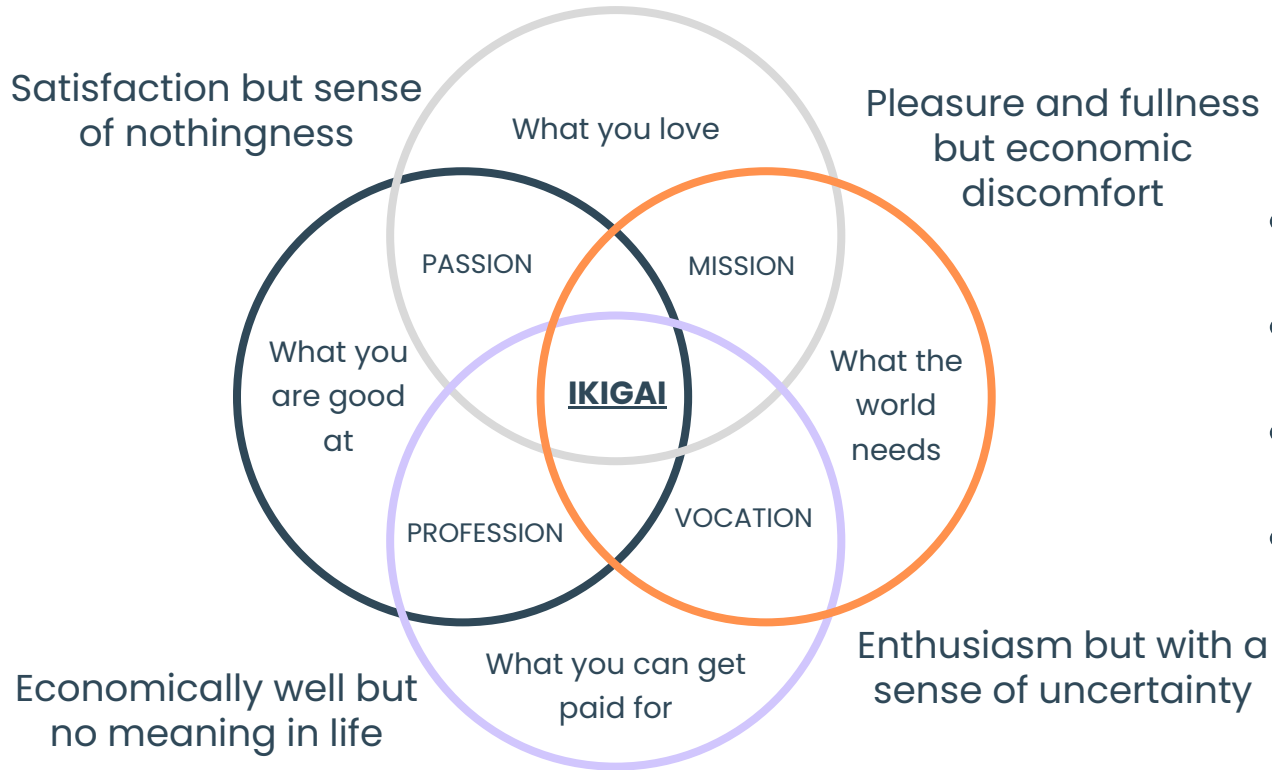 Satisfaction but sense
of nothingness
What you love
Pleasure and fullness
but economic
discomfort
PASSION
MISSION
What you
are good
at
IKIGAI
What the
world
needs
PROFESSION
VOCATION
What you can get
paid for
Economically well but
no meaning in life
Enthusiasm but with a
sense of uncertainty